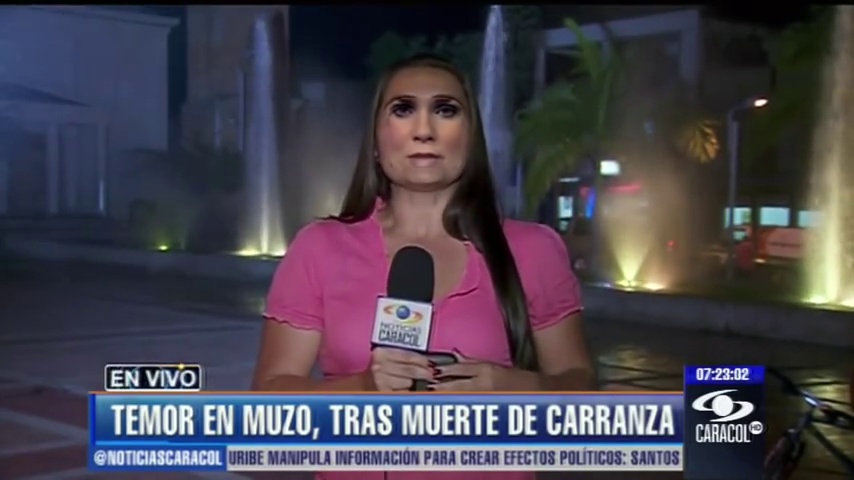 NOTICIAS
CARACOL
EN VIVO
07:23:02
TEMOR EN MUZO, TRAS MUERTE DE CARRANZA
CARACOL HD
@NOTICIASCARACOL URIBE MANIPULA INFORMACIÓN PARA CREAR EFECTOS POLÍTICOS: SANTOS